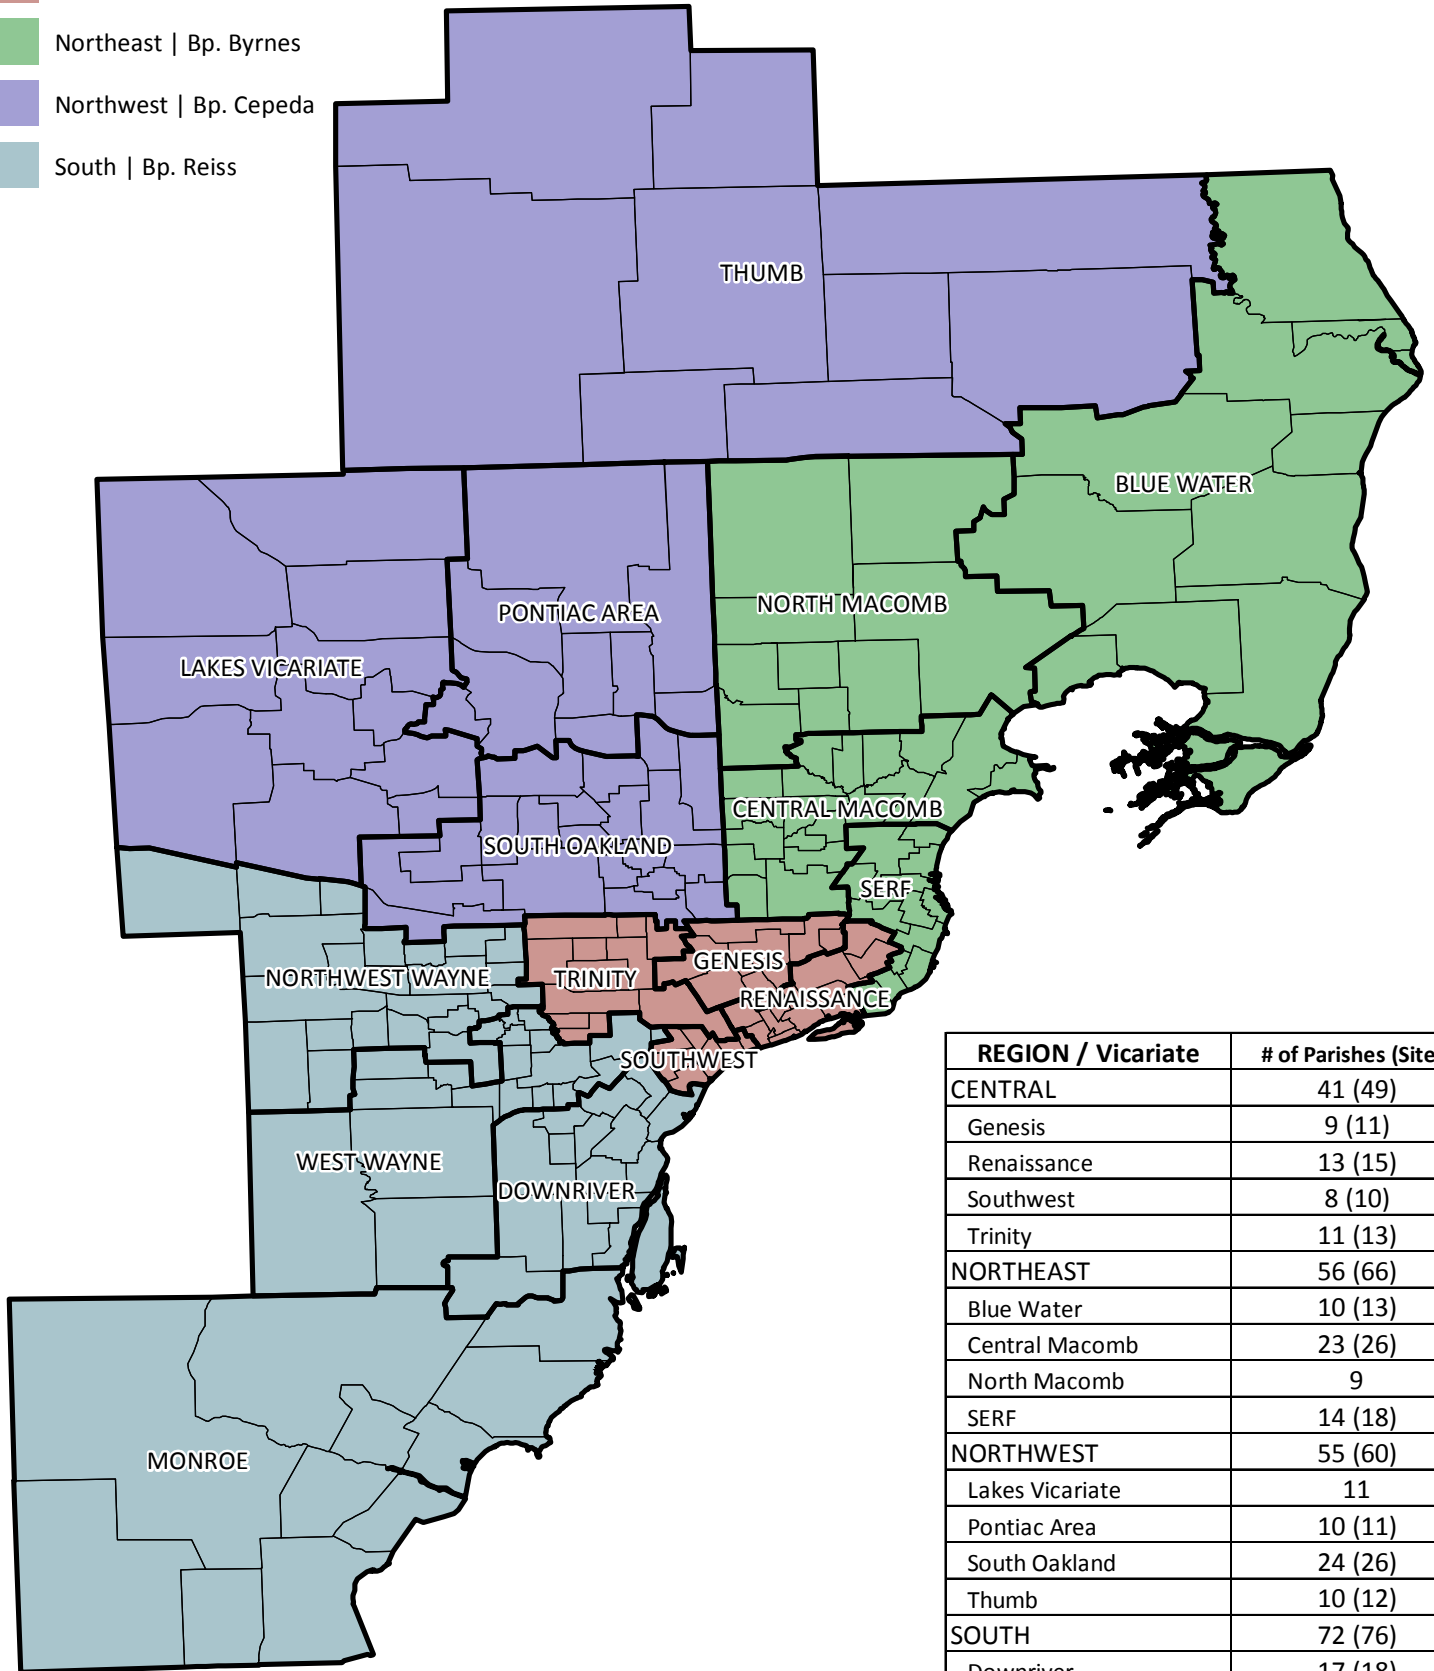 Northeast | Bp. Byrnes
Northwest | Bp. Cepeda
South | Bp. Reiss
THUMB
BLUE WATER
NORTH MACOMB
PONTIAC AREA
LAKES VICARIATE
CENTRAL MACOMB
SOUTH OAKLAND
SERF
GENESIS
NORTHWEST WAYNE
TRINITY
RENAISSANCE
SOUTHWEST
WEST WAYNE
DOWNRIVER
MONROE
REGION / Vicariate # of Parishes (Site
CENTRAL 41 (49)
Genesis 9 (11)
Renaissance 13 (15)
Southwest 8 (10)
Trinity 11 (13)
NORTHEAST 56 (66)
Blue Water 10 (13)
Central Macomb 23 (26)
North Macomb 9
SERF 14 (18)
NORTHWEST 55 (60)
Lakes Vicariate 11
Pontiac Area 10 (11)
South Oakland 24 (26)
Thumb 10 (12)
SOUTH 72 (76)
Downriver 17 (18)